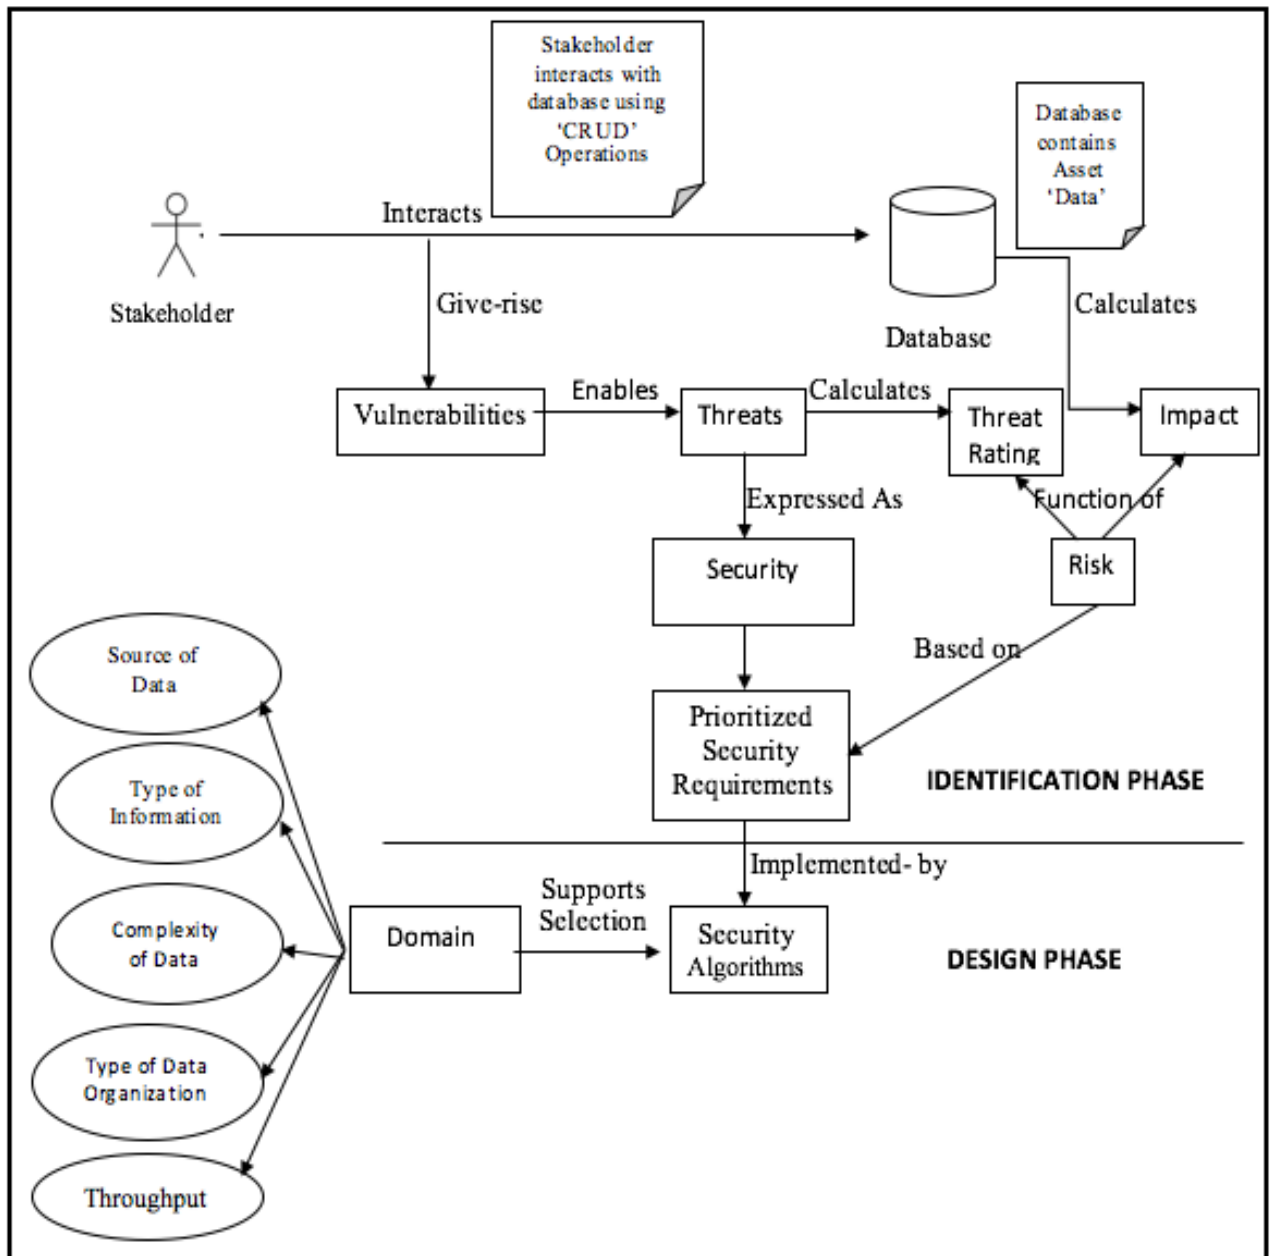 Stakeholder
interacts with
database using
‘CRUD’
Operations
Database
contains
Asset
‘Data’
Interacts
Stakeholder
Give-rise
Database
Calculates
Vulnerabilities
Enables
Threats
Calculates
Threat
Rating
Impact
Expressed As
Function of
Security
Risk
Based on
Prioritized
Security
Requirements
IDENTIFICATION PHASE
Source of
Data
Type of
Information
Complexity
of Data
Type of Data
Organization
Throughput
Domain
Supports
Selection
Implemented- by
Security
Algorithms
DESIGN PHASE